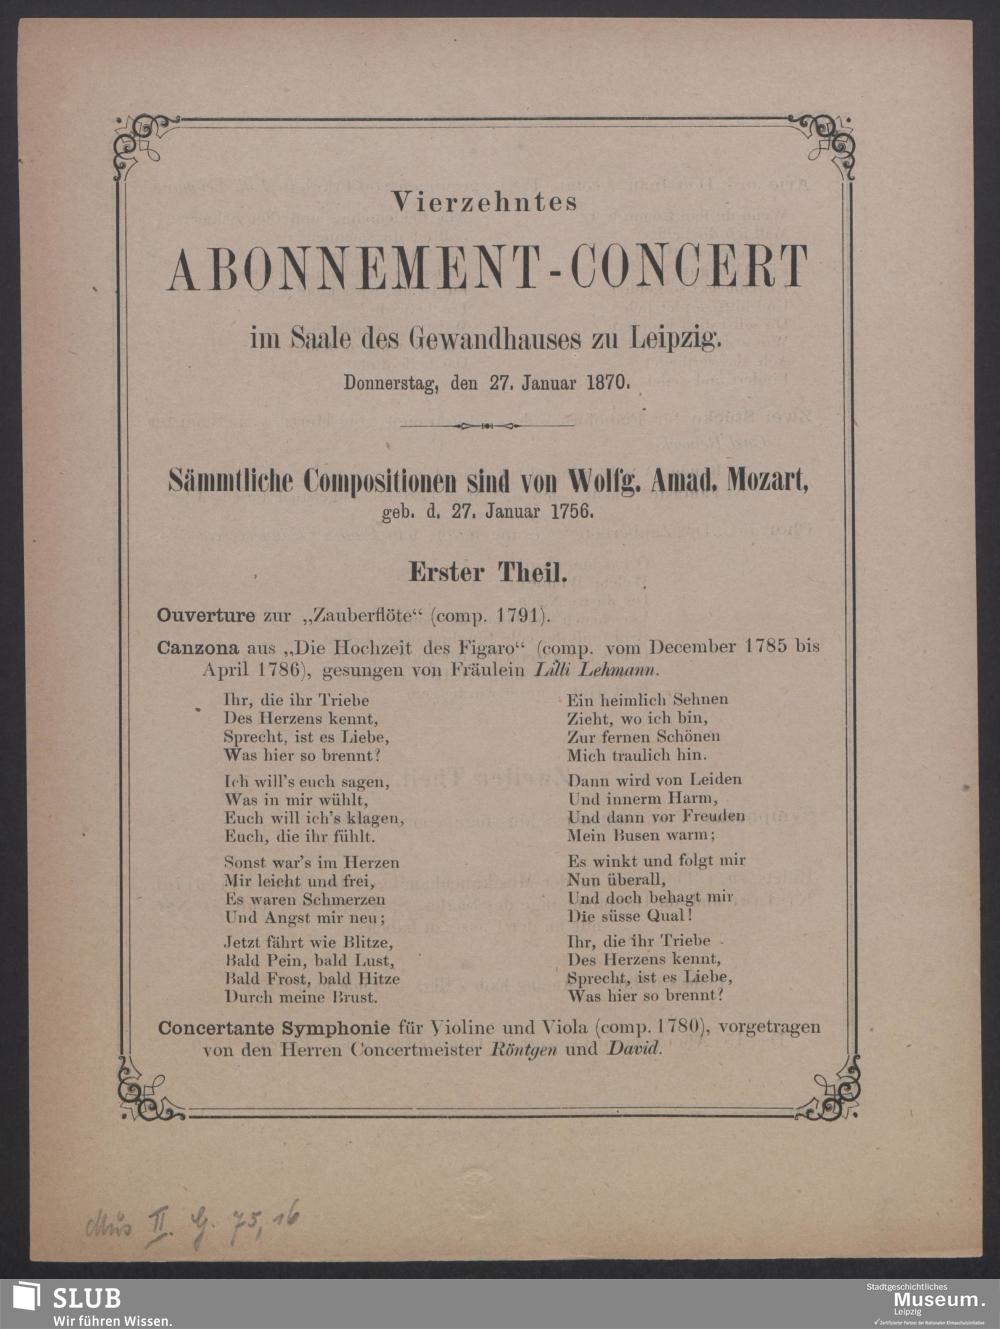 Vierzehntes
ABONNEMENT-CONCERT
im Saale des Gewandhauses zu Leipzig.
Donnerstag, den 27. Januar 1870.
Sämmtliche Compositionen sind von Wolfg. Amad. Mozart,
geb. d. 27. Januar 1756.
Erster Theil.
Ouverture zur „Zauberflöte“ (comp. 1791).
Canzona aus „Die Hochzeit des Figaro“ (comp. vom December 1785 bis
April 1786), gesungen von Fräulein Lilli Lehmann.
Ihr, die ihr Triebe
Des Herzens kennt,
Sprecht, ist es Liebe,
Was hier so brennt?
Ich will's euch sagen,
Was in mir wühlt,
Euch will ich's klagen,
Euch, die ihr fühlt.
Sonst war's im Herzen
Mir leicht und frei,
Es waren Schmerzen
Und Angst mir neu;
Jetzt fährt wie Blitze,
Bald Pein, bald Lust,
Bald Frost, bald Hitze
Durch meine Brust.
Ein heimlich Sehnen
Zieht, wo ich bin,
Zur fernen Schönen
Mich traulich hin.
Dann wird von Leiden
Und innerm Harm,
Und dann vor Freuden
Mein Busen warm;
Es winkt und folgt mir
Nun überall,
Und doch behagt mir
Die süsse Qual!
Ihr, die ihr Triebe
Des Herzens kennt,
Sprecht, ist es Liebe,
Was hier so brennt?
Concertante Symphonie für Violine und Viola (comp. 1780), vorgetragen
von den Herren Concertmeister Röntgen und David.
Mus II. G. 75, 16
SLUB
Wir führen Wissen.
Stadtgeschichtliches
Museum.
Leipzig
Zertifizierter Partner der Nationalen Klimaschutzinitiative